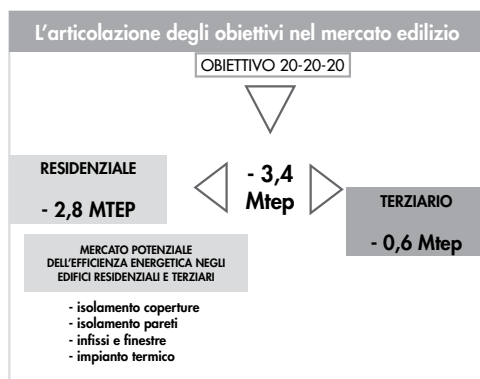 L'articolazione degli obiettivi nel mercato edilizio
OBIETTIVO 20-20-20
RESIDENZIALE
- 2,8 MTEP
- 3,4
Mtep
TERZIARIO
- 0,6 Mtep
MERCATO POTENZIALE
DELL'EFFICIENZA ENERGETICA NEGLI
EDIFICI RESIDENZIALI E TERZIARI
- isolamento coperture
- isolamento pareti
- infissi e finestre
- impianto termico